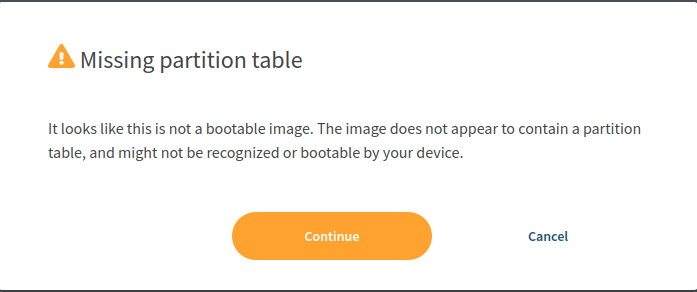 Missing partition table
It looks like this is not a bootable image. The image does not appear to contain a partition
table, and might not be recognized or bootable by your device.
Continue
Cancel